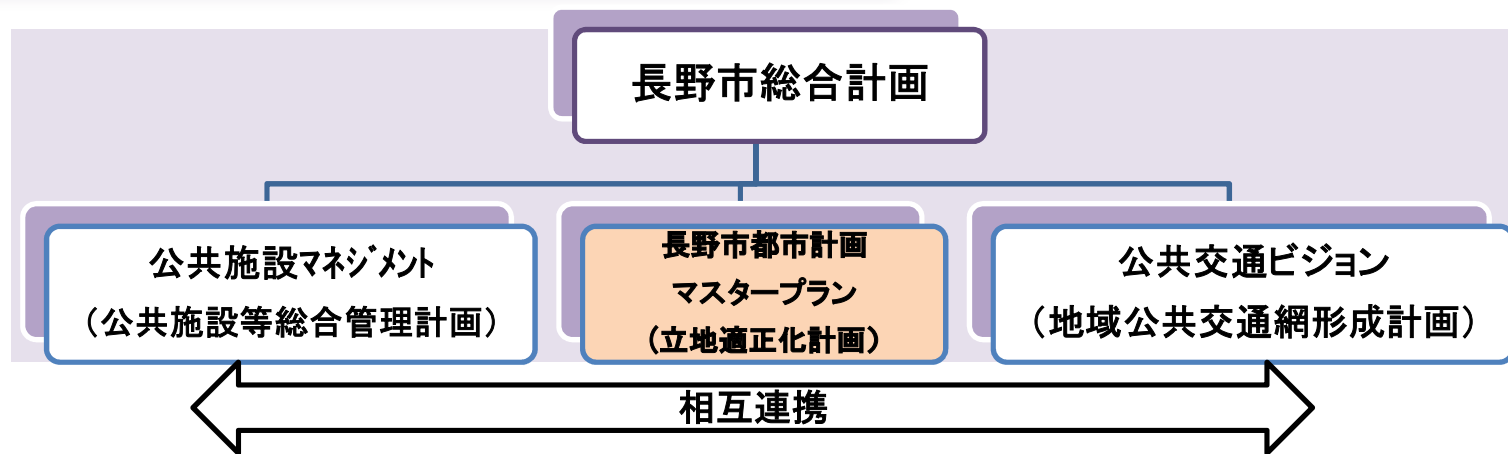 長野市総合計画
公共施設マネジメント
（公共施設等総合管理計画）
長野市都市計画
マスタープラン
（立地適正化計画）
公共交通ビジョン
（地域公共交通網形成計画）
相互連携